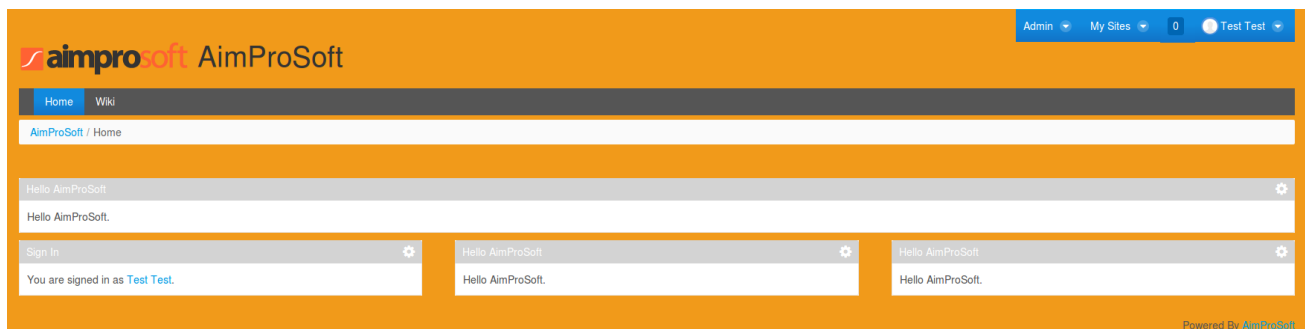 Admin My Sites 0 Test Test
aimprosoft AimProSoft
Home Wiki
AimProSoft / Home
Hello AimProSoft
Hello AimProSoft.
Sign In
You are signed in as Test Test.
Hello AimProSoft
Hello AimProSoft.
Hello AimProSoft
Hello AimProSoft.
Powered By AimProSoft